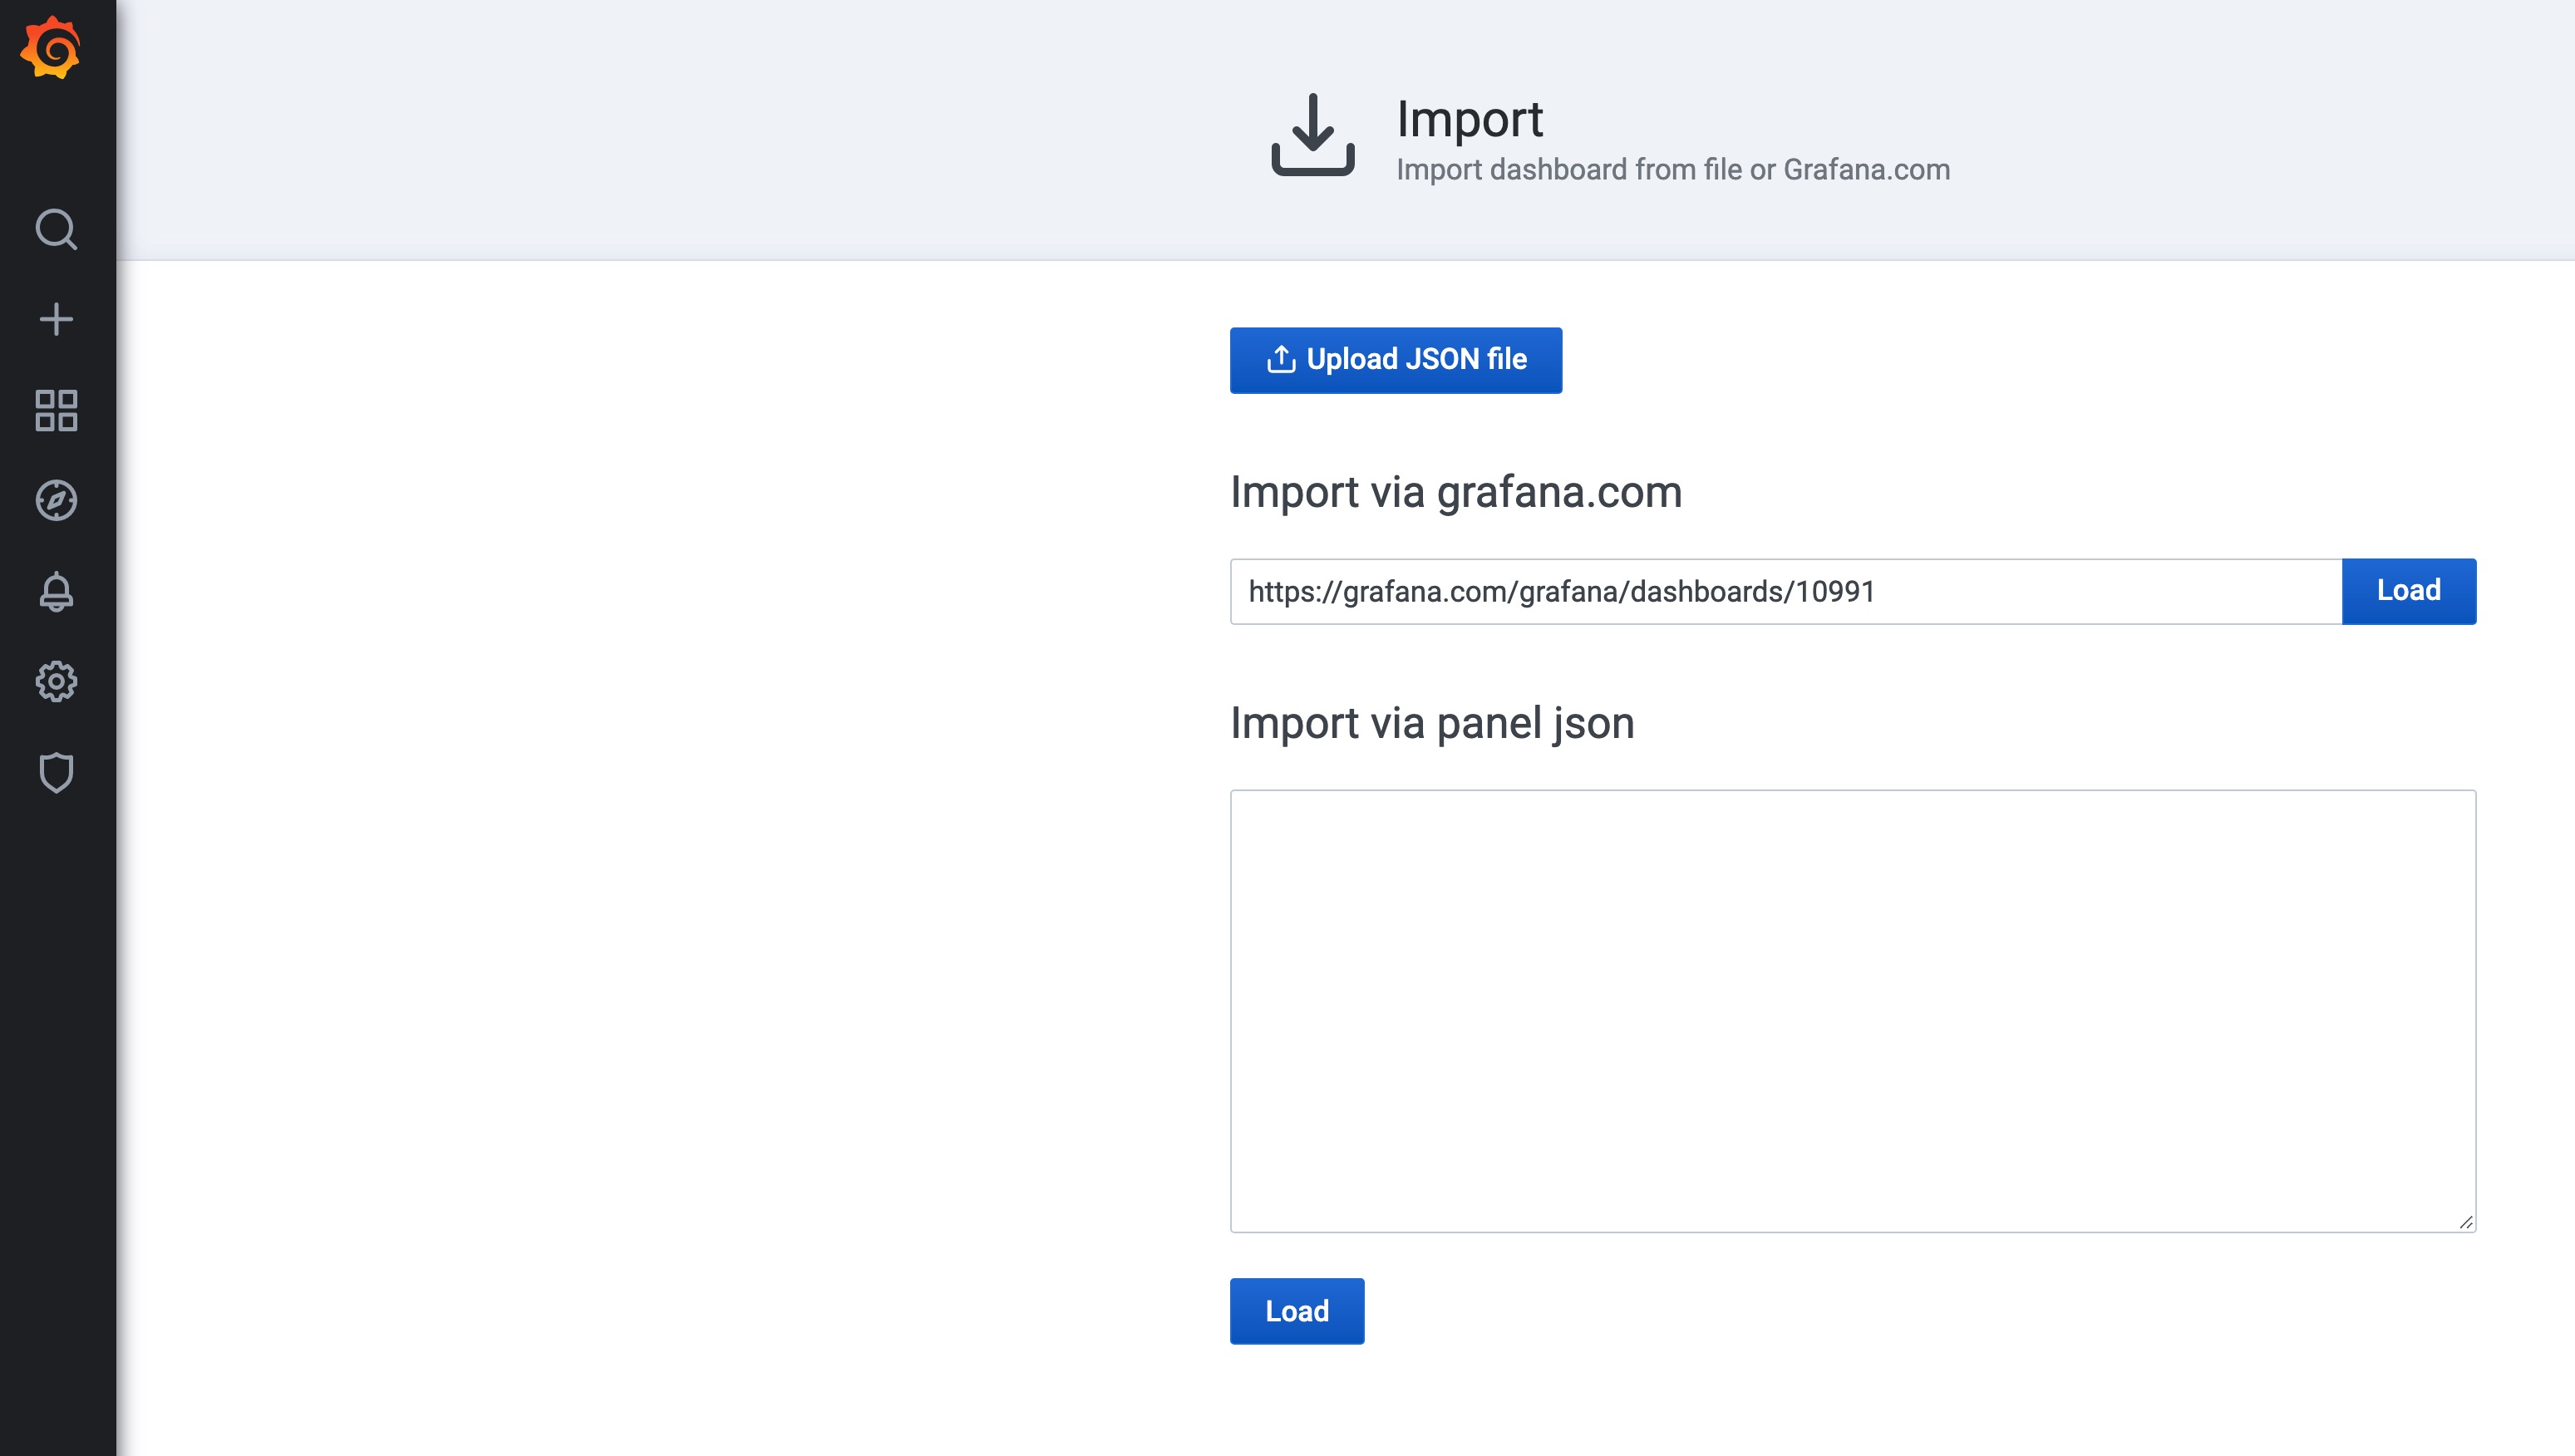 Import
Import dashboard from file or Grafana.com
Upload JSON file
Import via grafana.com
https://grafana.com/grafana/dashboards/10991
Load
Import via panel json
Load